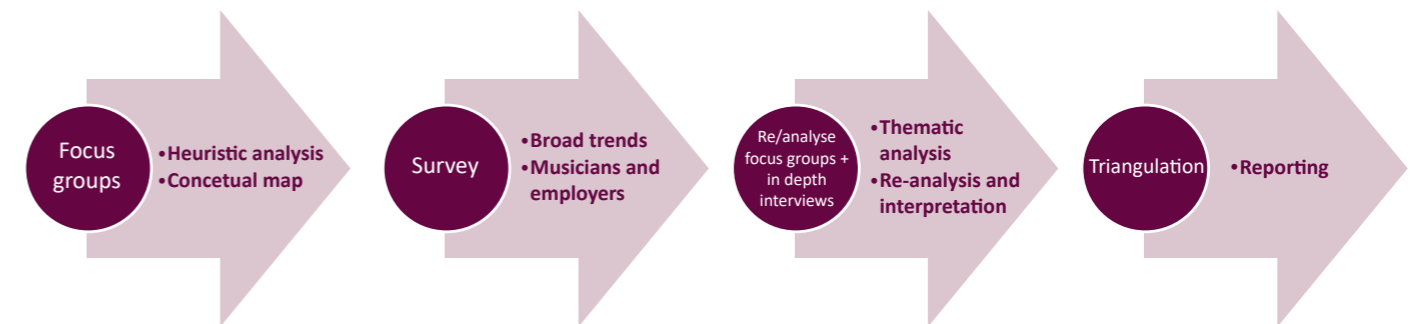 Focus
groups
•Heuristic analysis
•Concetual map
Survey
•Broad trends
•Musicians and
employers
Re/analyse
focus groups +
in depth
interviews
•Thematic
analysis
•Re-analysis and
interpretation
Triangulation
•Reporting